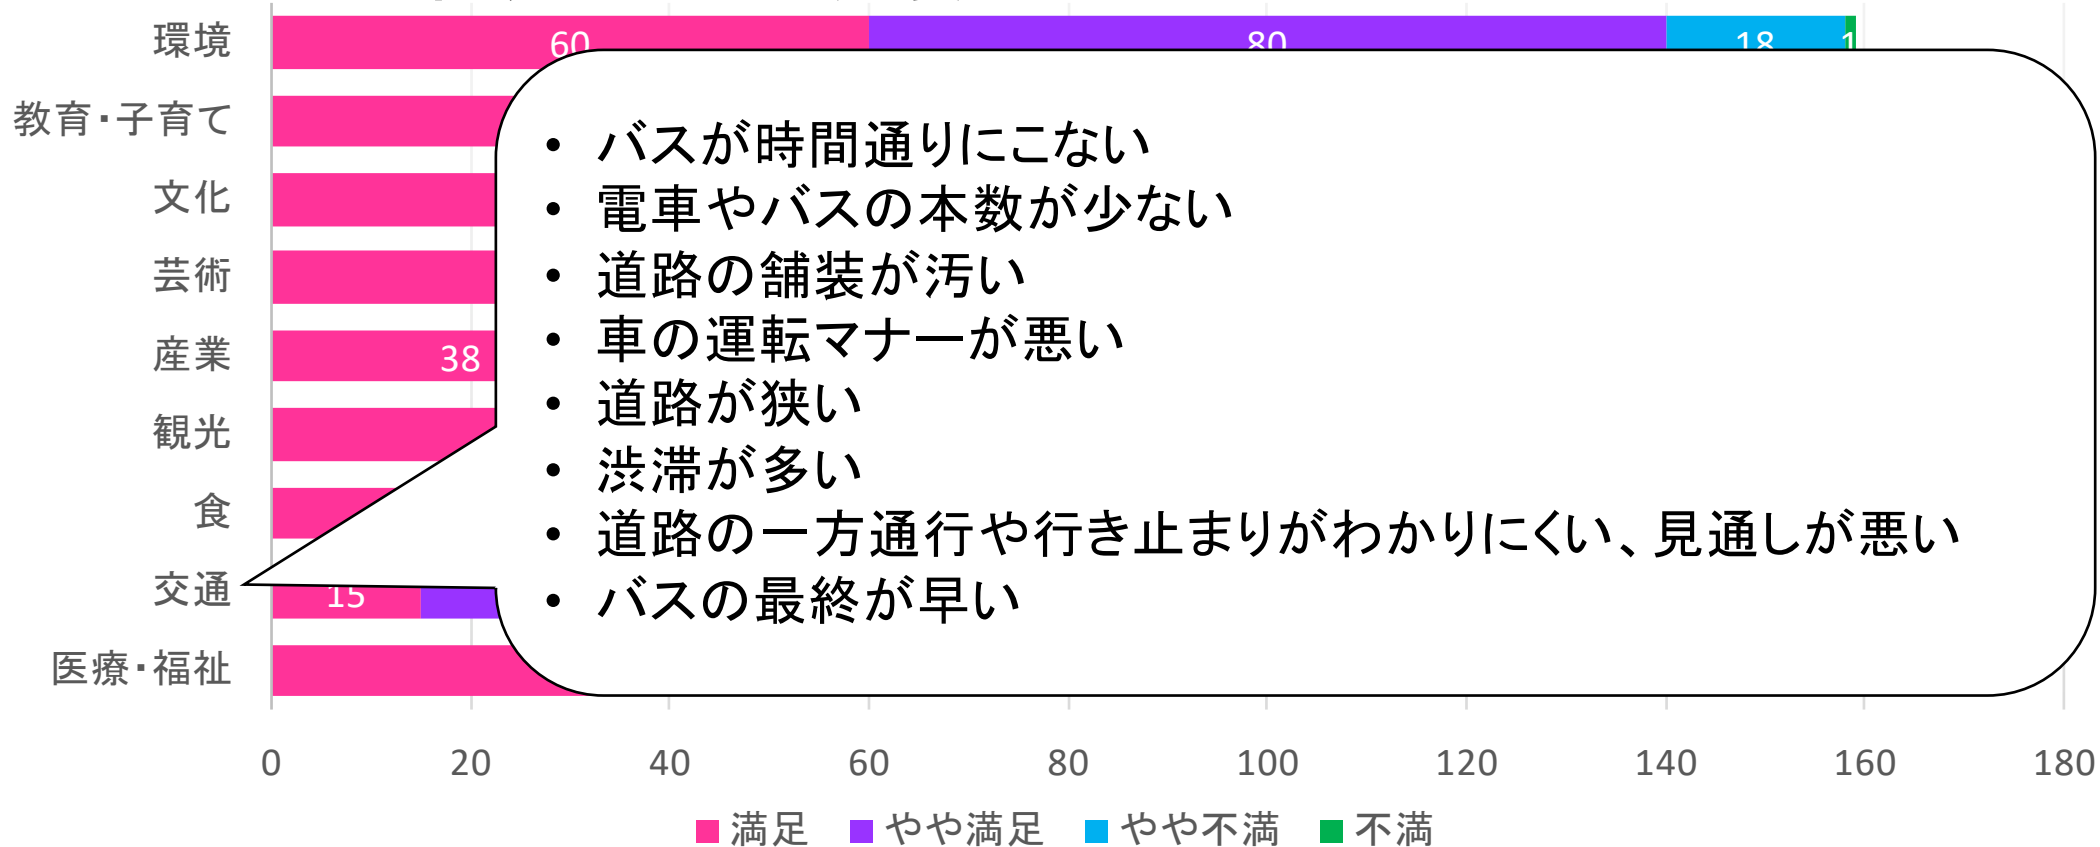 環境
60 80 18 1
教育・子育て
文化
芸術
産業
38
観光
食
交通
15
医療・福祉
• バスが時間通りにこない
• 電車やバスの本数が少ない
• 道路の舗装が汚い
• 車の運転マナーが悪い
• 道路が狭い
• 渋滞が多い
• 道路の一方通行や行き止まりがわかりにくい、見通しが悪い
• バスの最終が早い
0 20 40 60 80 100 120 140 160 180
満足 やや満足 やや不満 不満